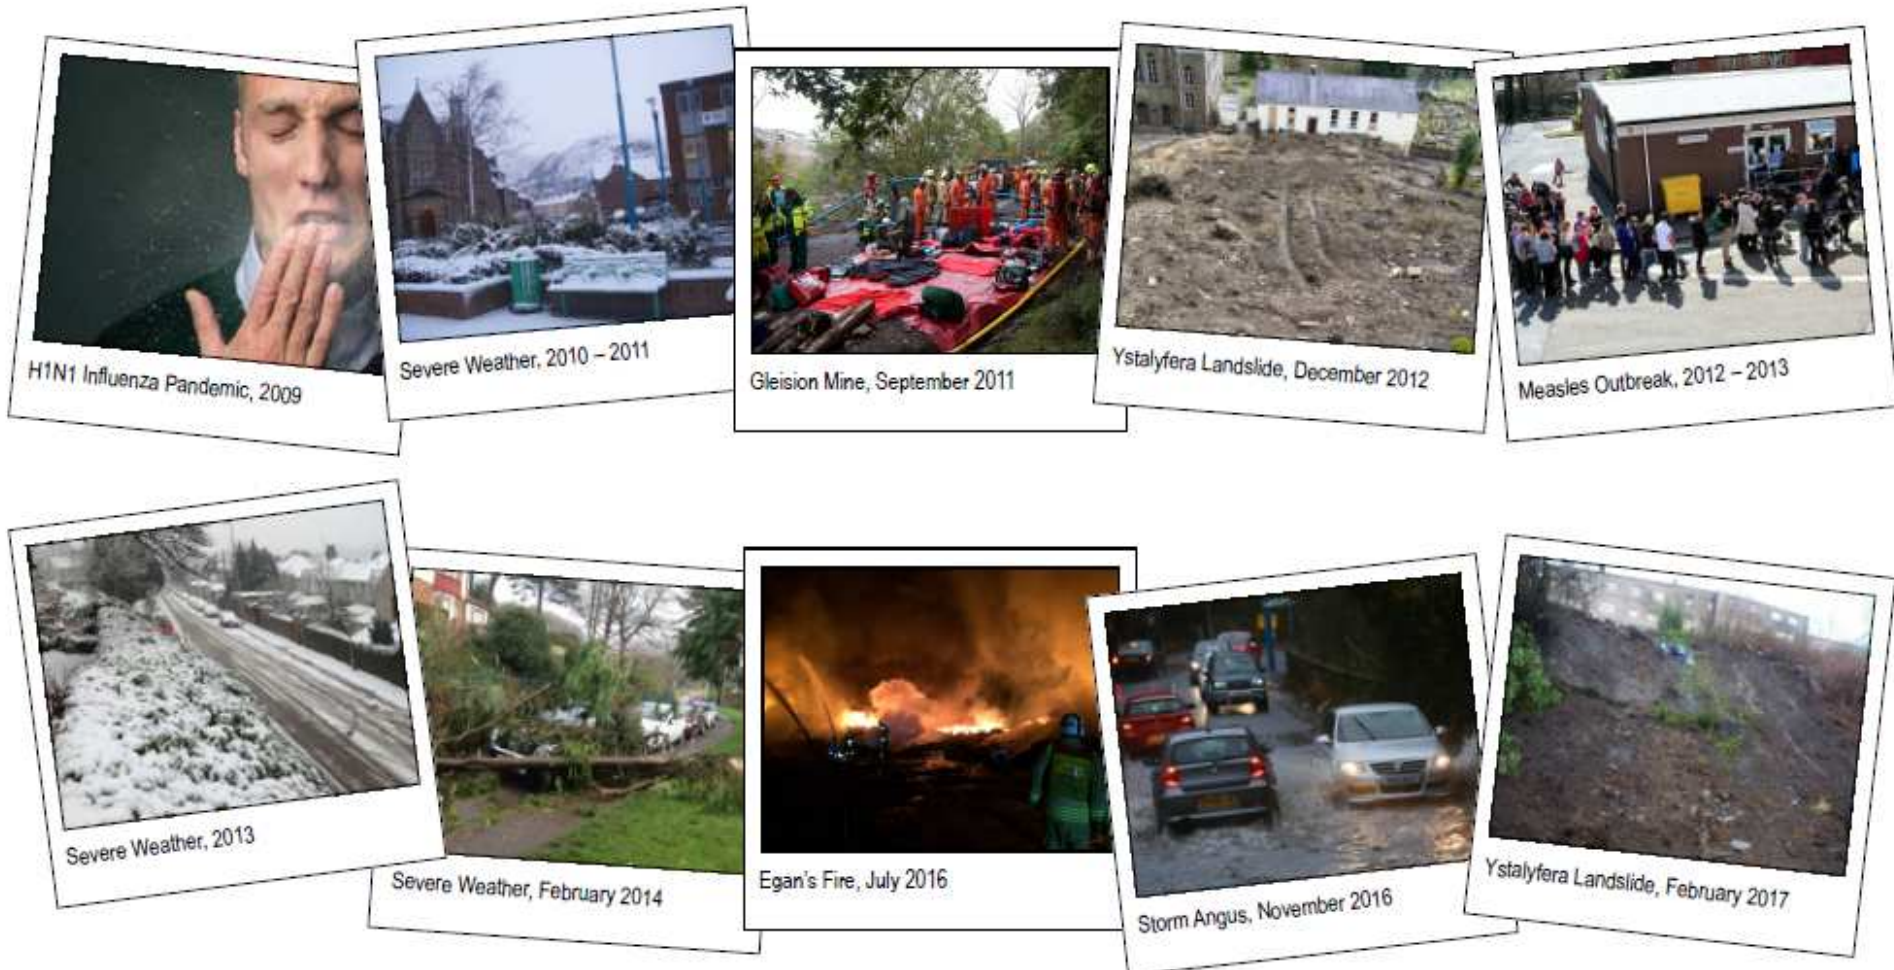 H1N1 Influenza Pandemic, 2009
Severe Weather, 2010 – 2011
Gleision Mine, September 2011
Ystalyfera Landslide, December 2012
Measles Outbreak, 2012 – 2013
Severe Weather, 2013
Severe Weather, February 2014
Egan's Fire, July 2016
Storm Angus, November 2016
Ystalyfera Landslide, February 2017